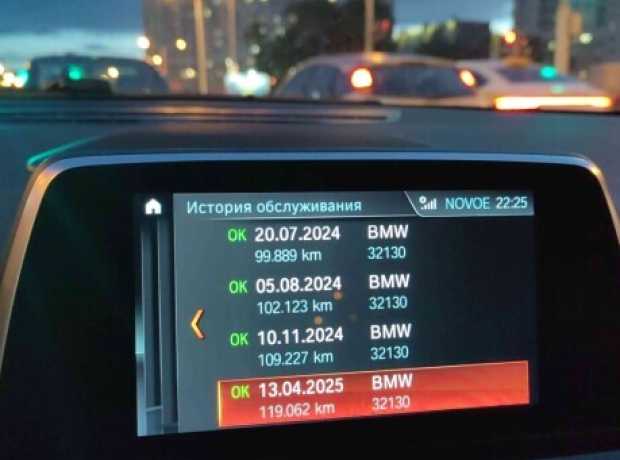 История обслуживания NOVOE 22:25
OK 20.07.2024 BMW
99.889 km 32130
OK 05.08.2024 BMW
102.123 km 32130
OK 10.11.2024 BMW
109.227 km 32130
OK 13.04.2025 BMW
119.062 km 32130